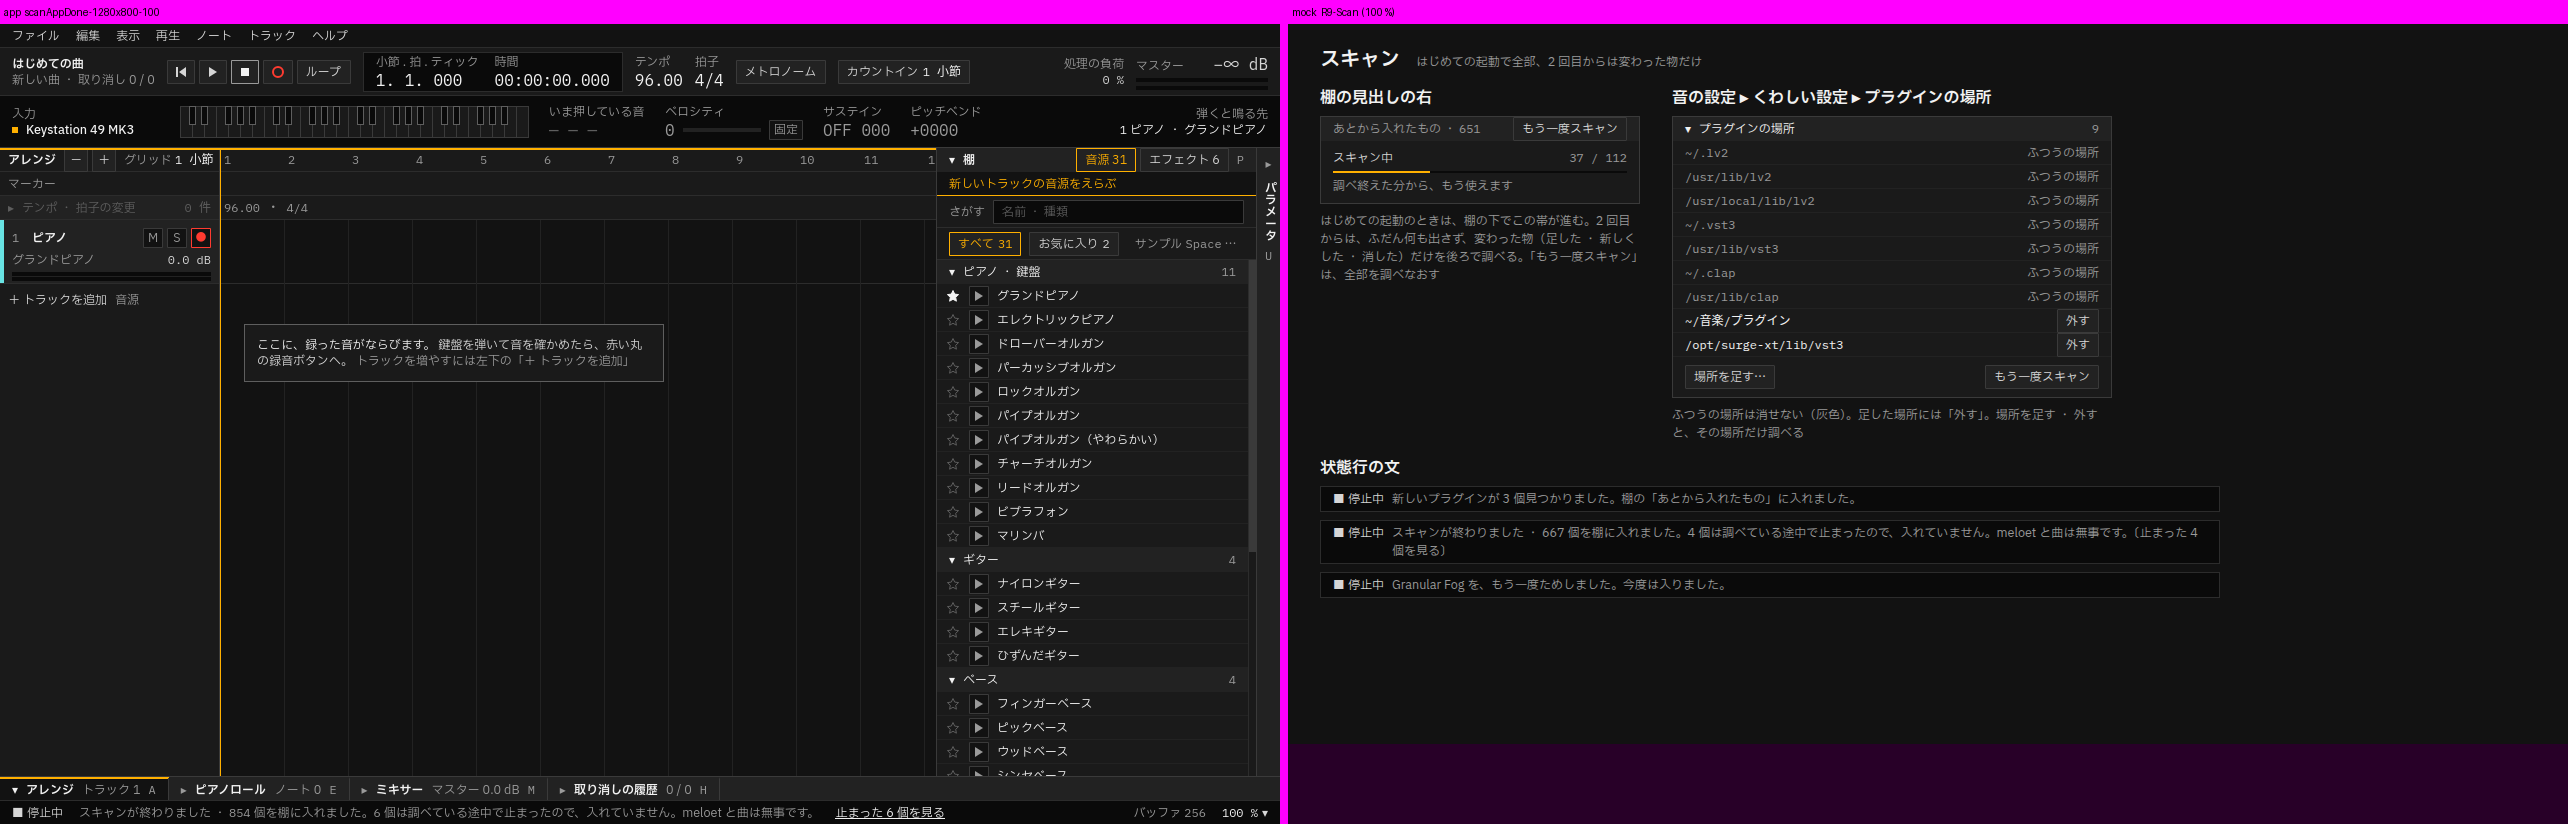 app scanAppDone-1280x800-100
ファイル 編集 表示 再生 ノート トラック ヘルプ
はじめての曲
新しい曲 ・ 取り消し 0 / 0
ループ
小節 . 拍 . ティック 時間
1. 1. 000 00:00:00.000
テンポ 拍子
96.00 4/4
メトロノーム
カウントイン 1 小節
処理の負荷
0 %
マスター -∞ dB
入力
Keystation 49 MK3
いま押している音
— — —
ベロシティ
0 固定
サステイン
OFF 000
ピッチベンド
+0000
弾くと鳴る先
1 ピアノ ・ グランドピアノ
アレンジ − ＋ グリッド 1 小節
1 2 3 4 5 6 7 8 9 10 11 1
マーカー
▸ テンポ ・ 拍子の変更 0 件
96.00 ・ 4/4
1 ピアノ M S
グランドピアノ 0.0 dB
＋ トラックを追加 音源
ここに、録った音がならびます。 鍵盤を弾いて音を確かめたら、赤い丸
の録音ボタンへ。 トラックを増やすには左下の「＋ トラックを追加」
▾ 棚 音源 31 エフェクト 6 P
新しいトラックの音源をえらぶ
さがす 名前 ・ 種類
すべて 31 お気に入り 2 サンプル Space …
▾ ピアノ ・ 鍵盤 11
グランドピアノ
エレクトリックピアノ
ドローバーオルガン
パーカッシブオルガン
ロックオルガン
パイプオルガン
パイプオルガン（やわらかい）
チャーチオルガン
リードオルガン
ビブラフォン
マリンバ
▾ ギター 4
ナイロンギター
スチールギター
エレキギター
ひずんだギター
▾ ベース 4
フィンガーベース
ピックベース
ウッドベース
シンセベース
▸ パラメータ U
▾ アレンジ トラック 1 A
▸ ピアノロール ノート 0 E
▸ ミキサー マスター 0.0 dB M
▸ 取り消しの履歴 0 / 0 H
■ 停止中 スキャンが終わりました ・ 854 個を棚に入れました。6 個は調べている途中で止まったので、入れていません。meloet と曲は無事です。 止まった 6 個を見る
バッファ 256 100 % ▾
mock R9-Scan (100 %)
スキャン はじめての起動で全部、2 回目からは変わった物だけ
棚の見出しの右
あとから入れたもの ・ 651 もう一度スキャン
スキャン中 37 / 112
調べ終えた分から、もう使えます
はじめての起動のときは、棚の下でこの帯が進む。2 回目
からは、ふだん何も出さず、変わった物（足した ・ 新しく
した ・ 消した）だけを後ろで調べる。「もう一度スキャン」
は、全部を調べなおす
音の設定 ▸ くわしい設定 ▸ プラグインの場所
▾ プラグインの場所 9
~/.lv2 ふつうの場所
/usr/lib/lv2 ふつうの場所
/usr/local/lib/lv2 ふつうの場所
~/.vst3 ふつうの場所
/usr/lib/vst3 ふつうの場所
~/.clap ふつうの場所
/usr/lib/clap ふつうの場所
~/音楽/プラグイン 外す
/opt/surge-xt/lib/vst3 外す
場所を足す… もう一度スキャン
ふつうの場所は消せない（灰色）。足した場所には「外す」。場所を足す ・ 外す
と、その場所だけ調べる
状態行の文
■ 停止中 新しいプラグインが 3 個見つかりました。棚の「あとから入れたもの」に入れました。
■ 停止中 スキャンが終わりました ・ 667 個を棚に入れました。4 個は調べている途中で止まったので、入れていません。meloet と曲は無事です。〔止まった 4
個を見る〕
■ 停止中 Granular Fog を、もう一度ためしました。今度は入りました。